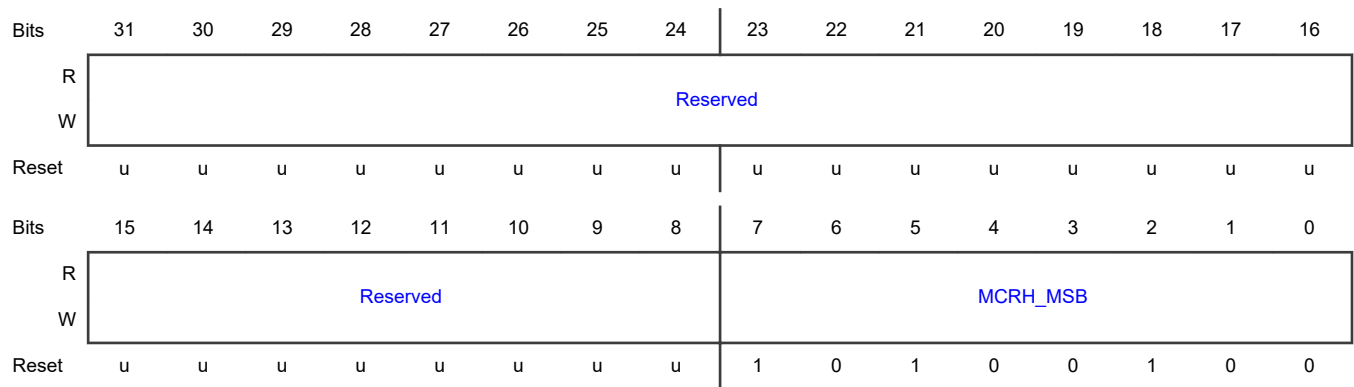 Bits 31 30 29 28 27 26 25 24 23 22 21 20 19 18 17 16
R
Reserved
W
Reset u u u u u u u u u u u u u u u u
Bits 15 14 13 12 11 10 9 8 7 6 5 4 3 2 1 0
R
Reserved MCRH_MSB
W
Reset u u u u u u u u 1 0 1 0 0 1 0 0